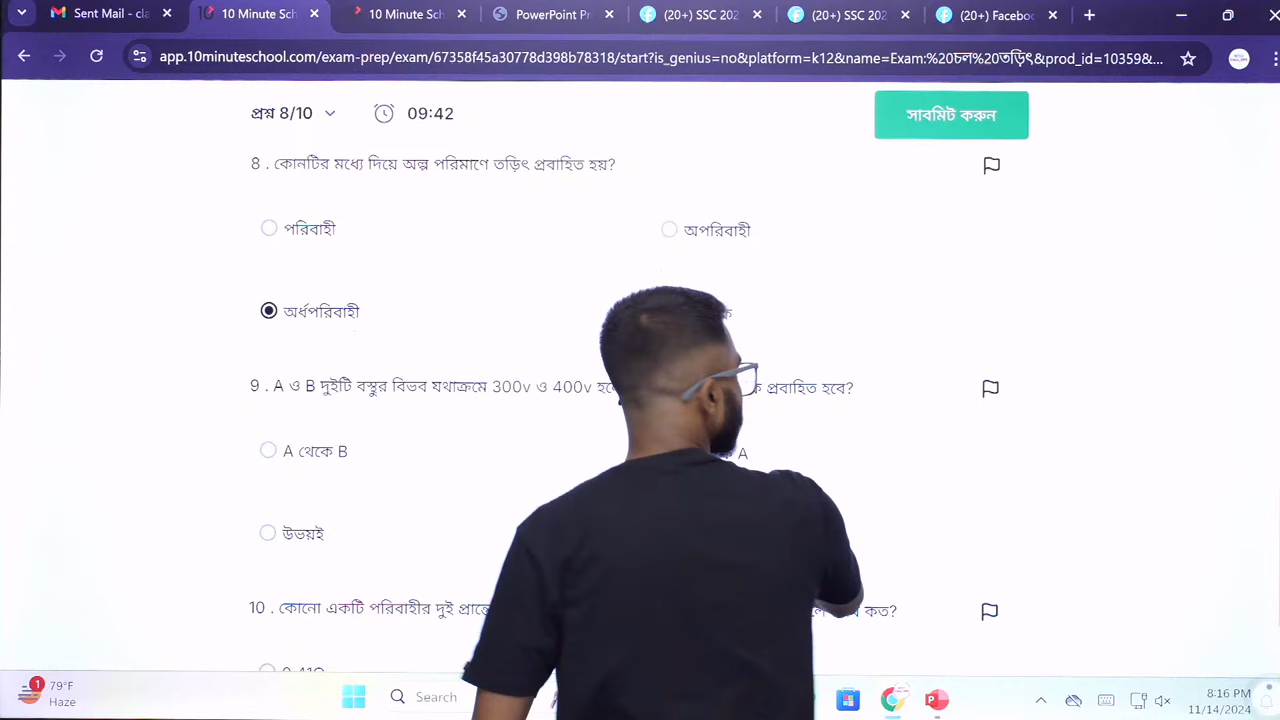 Sent Mail - cla
10 Minute Sch
10 Minute Sch
PowerPoint Pr
(20+) SSC 202
(20+) SSC 202
(20+) Faceboo
app.10minuteschool.com/exam-prep/exam/67358f45a30778d398b78318/start?is_genius=no&platform=k12&name=Exam:%20চল%20তড়িৎ&prod_id=10359&...
প্রশ্ন 8/10
09:42
সাবমিট করুন
8 . কোনটির মধ্যে দিয়ে অল্প পরিমাণে তড়িৎ প্রবাহিত হয়?
পরিবাহী
অপরিবাহী
অর্ধপরিবাহী
9 . A ও B দুইটি বস্তুর বিভব যথাক্রমে 300v ও 400v প্রবাহিত হবে?
A থেকে B
A
উভয়ই
10 . কোনো একটি পরিবাহীর দুই কত?
79°F
Haze
1
Search
8:16 PM
11/14/2024